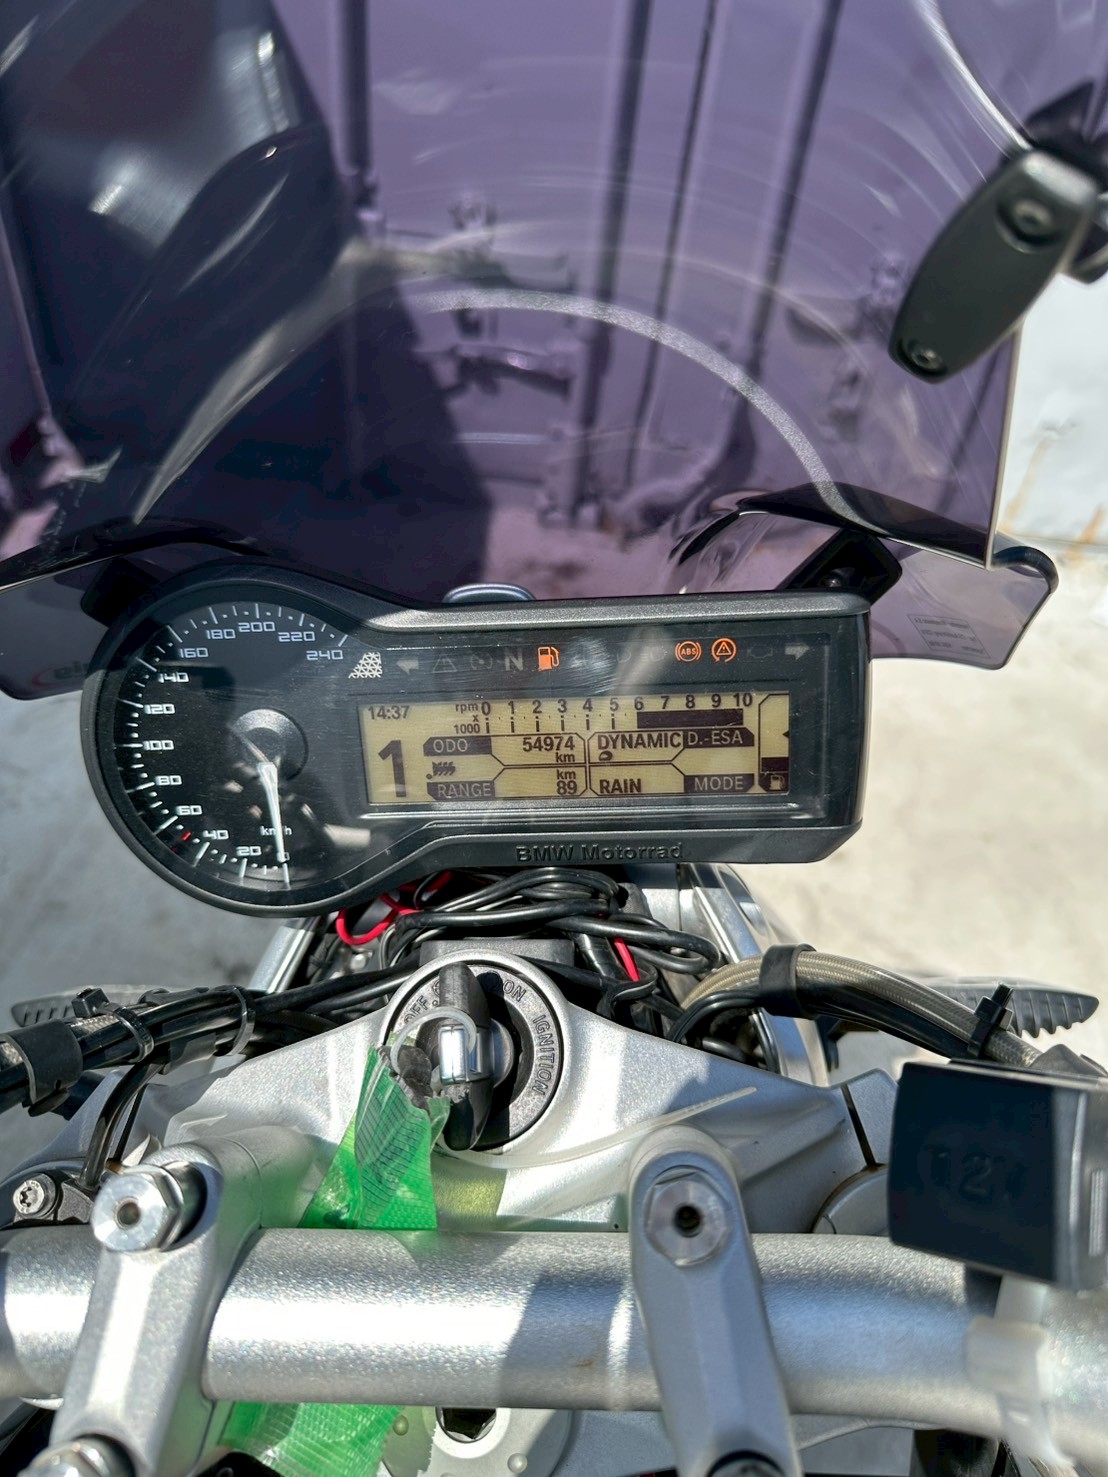 180 200 220
160 240
140
120
100
80
60
40
20
km/h
N
ABS
14:37
rpm x 1000
0 1 2 3 4 5 6 7 8 9 10
1
ODO 54974 km
DYNAMIC D.-ESA
RANGE km 89
RAIN MODE
BMW Motorrad
OFF ON IGNITION
12V